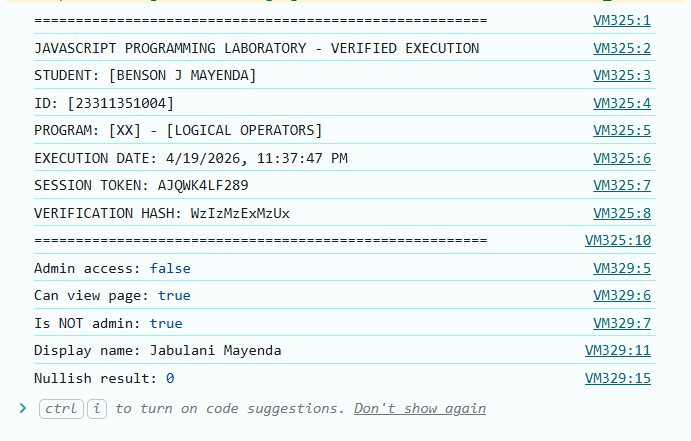 ======================================================= VM325:1
JAVASCRIPT PROGRAMMING LABORATORY - VERIFIED EXECUTION VM325:2
STUDENT: [BENSON J MAYENDA] VM325:3
ID: [23311351004] VM325:4
PROGRAM: [XX] - [LOGICAL OPERATORS] VM325:5
EXECUTION DATE: 4/19/2026, 11:37:47 PM VM325:6
SESSION TOKEN: AJQWK4LF289 VM325:7
VERIFICATION HASH: WzIzMzExMzUx VM325:8
======================================================= VM325:10
Admin access: false VM329:5
Can view page: true VM329:6
Is NOT admin: true VM329:7
Display name: Jabulani Mayenda VM329:11
Nullish result: 0 VM329:15
> ctrl i to turn on code suggestions. Don't show again